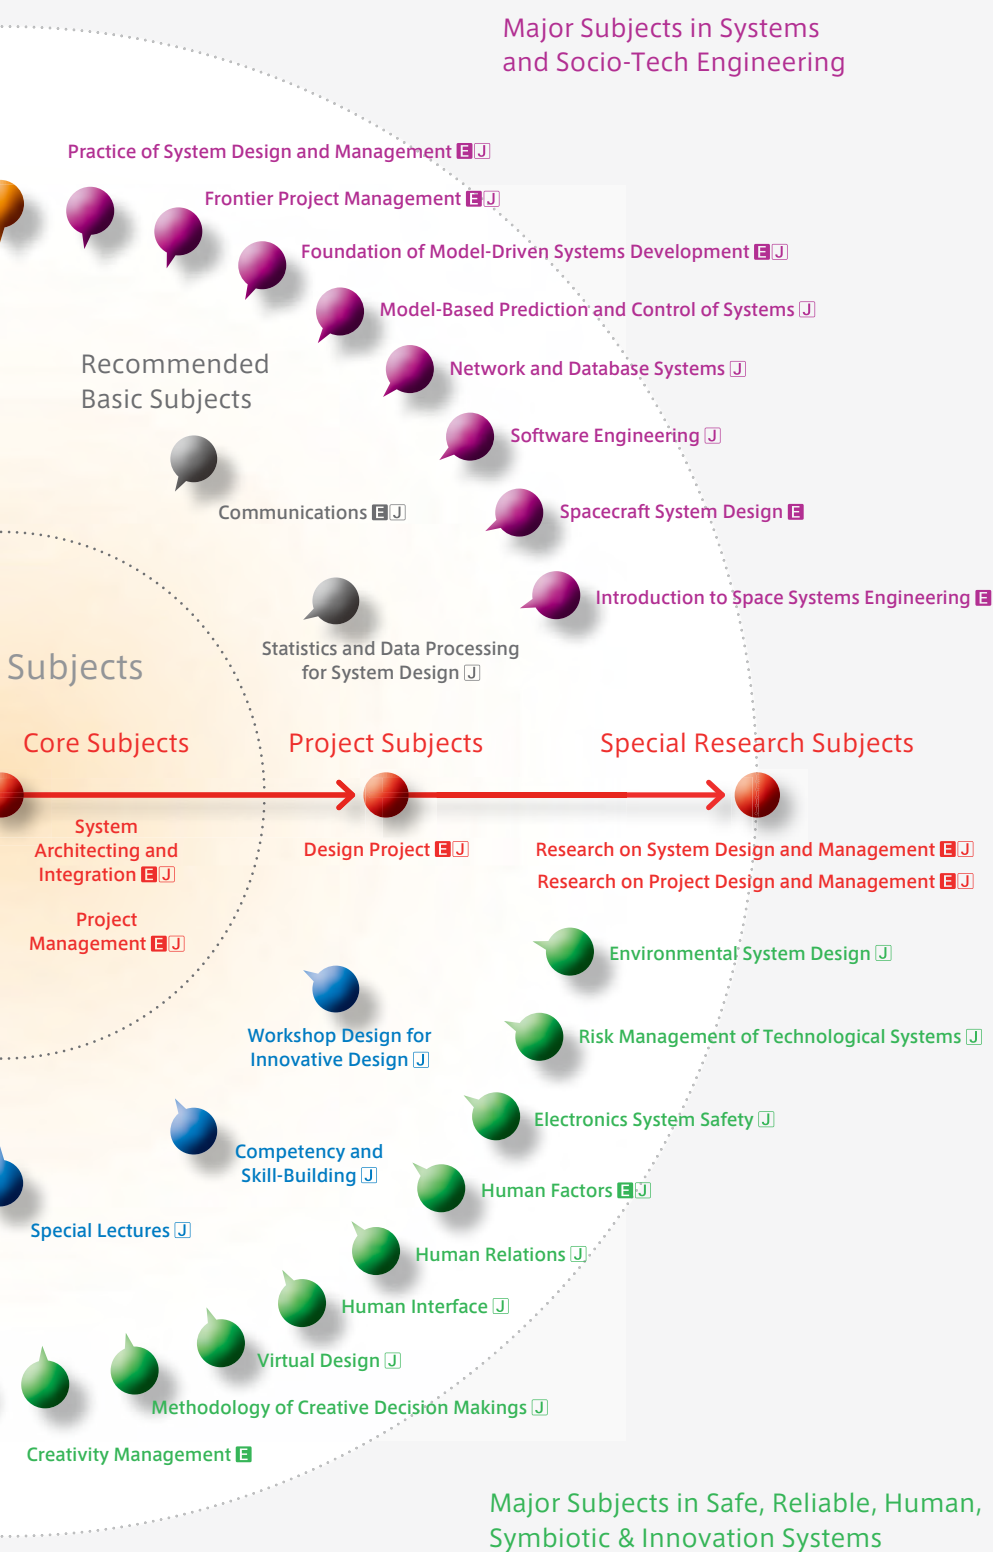 Major Subjects in Systems
and Socio-Tech Engineering
Practice of System Design and Management E J
Frontier Project Management E J
Foundation of Model-Driven Systems Development E J
Model-Based Prediction and Control of Systems J
Recommended
Basic Subjects
Network and Database Systems J
Software Engineering J
Communications E J
Spacecraft System Design E
Introduction to Space Systems Engineering E
Statistics and Data Processing
for System Design J
Subjects
Core Subjects
Project Subjects
Special Research Subjects
System
Architecting and
Integration E J
Project
Management E J
Design Project E J
Research on System Design and Management E J
Research on Project Design and Management E J
Environmental System Design J
Workshop Design for
Innovative Design J
Risk Management of Technological Systems J
Electronics System Safety J
Competency and
Skill-Building J
Human Factors E J
Special Lectures J
Human Relations J
Human Interface J
Virtual Design J
Methodology of Creative Decision Makings J
Creativity Management E
Major Subjects in Safe, Reliable, Human,
Symbiotic & Innovation Systems